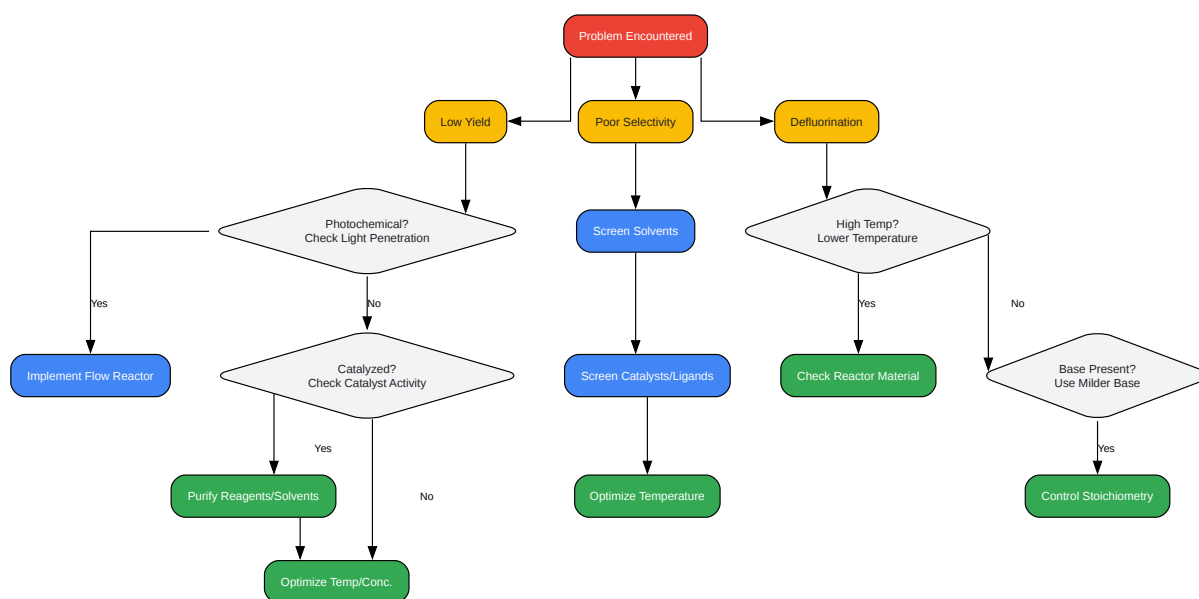 Problem Encountered
Low Yield
Poor Selectivity
Defluorination
Photochemical?
Check Light Penetration
Screen Solvents
High Temp?
Lower Temperature
Yes
No
Yes
No
Implement Flow Reactor
Catalyzed?
Check Catalyst Activity
Screen Catalysts/Ligands
Check Reactor Material
Base Present?
Use Milder Base
Yes
Yes
Purify Reagents/Solvents
No
Optimize Temperature
Control Stoichiometry
Optimize Temp/Conc.